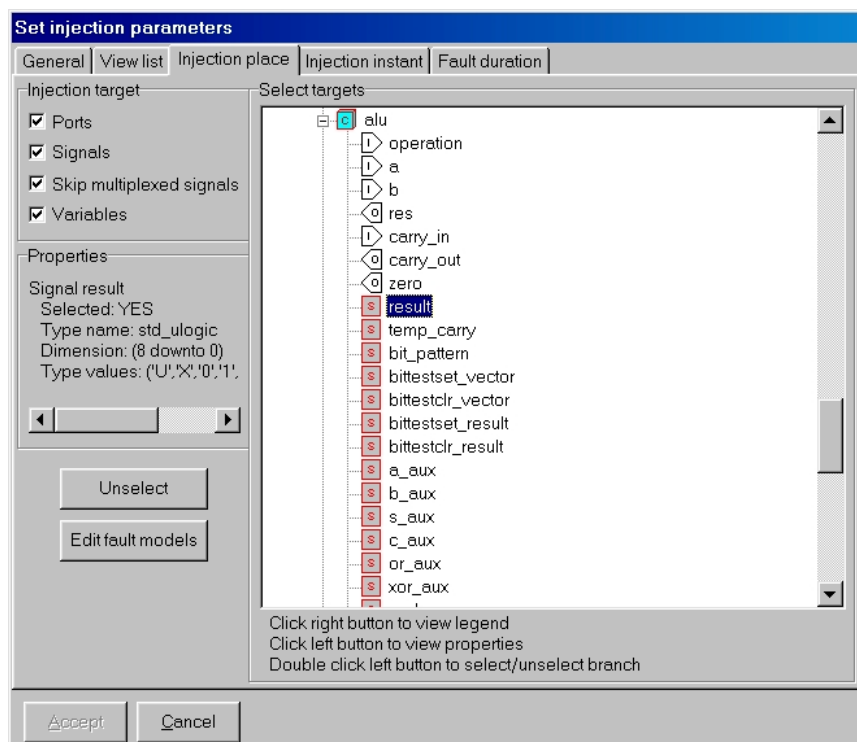 Set injection parameters
General View list Injection place Injection instant Fault duration
Injection target
Ports
Signals
Skip multiplexed signals
Variables
Properties
Signal result
Selected: YES
Type name: std_ulogic
Dimension: (8 downto 0)
Type values: ('U','X','0','1',
Unselect
Edit fault models
Select targets
C alu
I operation
I a
I b
O res
I carry_in
O carry_out
O zero
S result
S temp_carry
S bit_pattern
S bittestset_vector
S bittestclr_vector
S bittestset_result
S bittestclr_result
S a_aux
S b_aux
S s_aux
S c_aux
S or_aux
S xor_aux
Click right button to view legend
Click left button to view properties
Double click left button to select/unselect branch
Accept Cancel